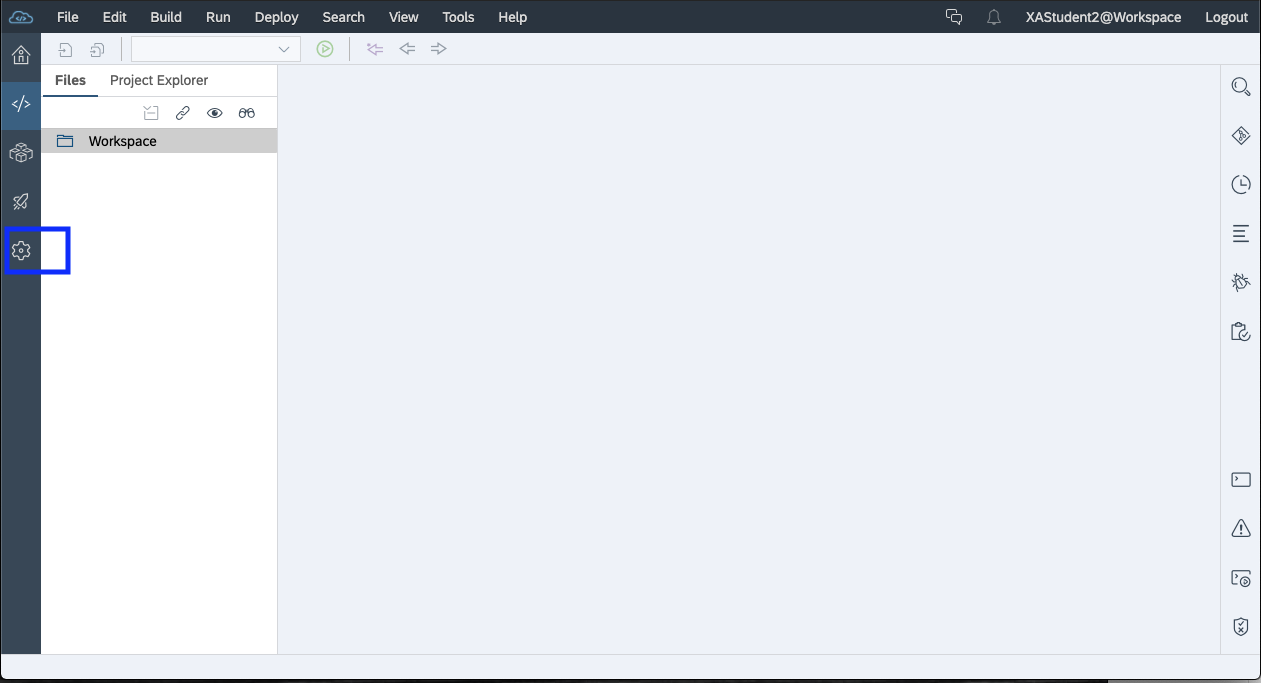 File Edit Build Run Deploy Search View Tools Help XAStudent2@Workspace Logout
Files Project Explorer
Workspace